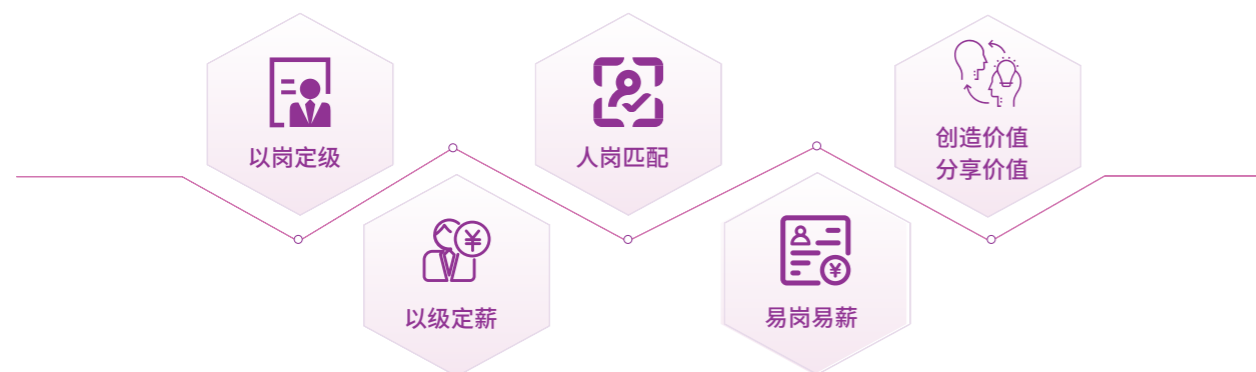 以岗定级
以级定薪
人岗匹配
易岗易薪
创造价值
分享价值